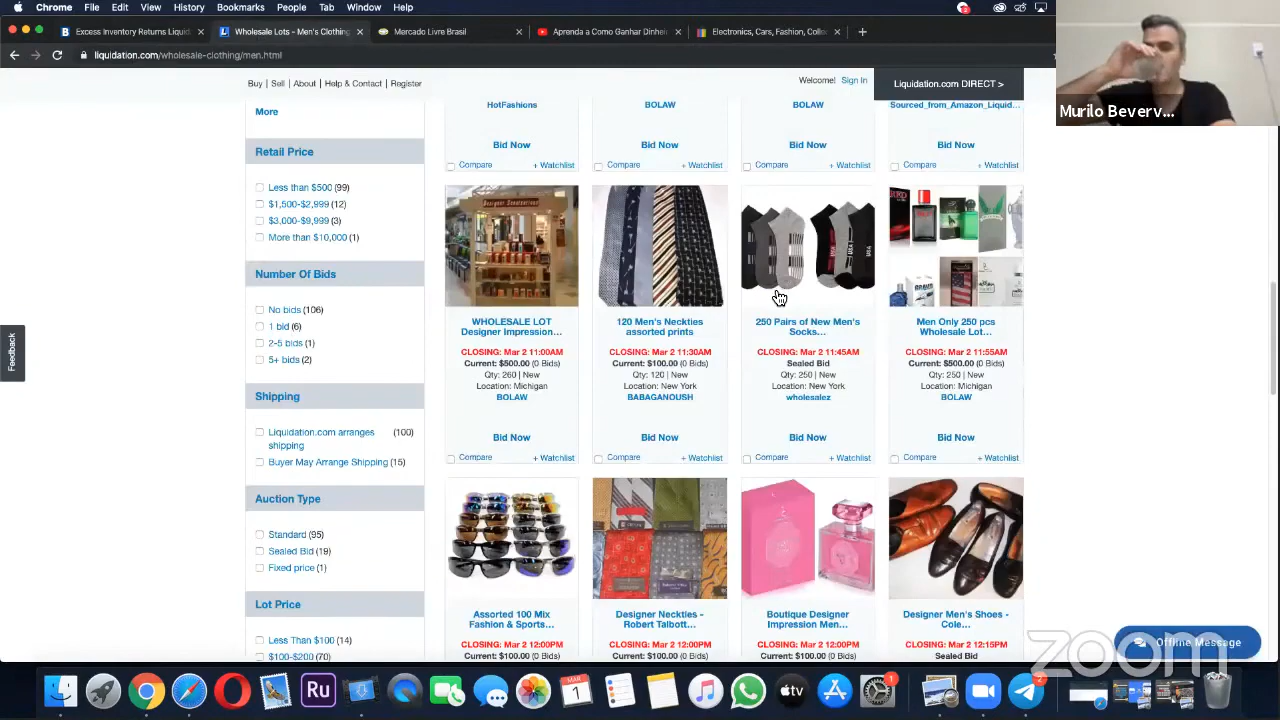 Chrome File Edit View History Bookmarks People Tab Window Help
Excess Inventory Returns Liquid
Wholesale Lots - Men's Clothing
Mercado Livre Brasil
Aprenda a Como Ganhar Dinhei
Electronics, Cars, Fashion, Colle
liquidation.com/wholesale-clothing/men.html
Murilo Beverv...
Buy | Sell | About | Help & Contact | Register
Welcome! Sign In
Liquidation.com DIRECT >
More
HotFashions
BOLAW
BOLAW
Sourced_from_Amazon_Liquid...
Bid Now
Bid Now
Bid Now
Bid Now
Compare + Watchlist
Compare + Watchlist
Compare + Watchlist
Compare + Watchlist
Retail Price
Less than $500 (99)
$1,500-$2,999 (12)
$3,000-$9,999 (3)
More than $10,000 (1)
Number Of Bids
No bids (106)
1 bid (6)
2-5 bids (1)
5+ bids (2)
Feedback
Shipping
Liquidation.com arranges shipping (100)
Buyer May Arrange Shipping (15)
Auction Type
Standard (95)
Sealed Bid (19)
Fixed price (1)
Lot Price
Less Than $100 (14)
$100-$200 (70)
WHOLESALE LOT
Designer Impression...
CLOSING: Mar 2 11:00AM
Current: $500.00 (0 Bids)
Qty: 260 | New
Location: Michigan
BOLAW
Bid Now
Compare + Watchlist
120 Men's Neckties
assorted prints
CLOSING: Mar 2 11:30AM
Current: $100.00 (0 Bids)
Qty: 120 | New
Location: New York
BABAGANOUSH
Bid Now
Compare + Watchlist
250 Pairs of New Men's
Socks...
CLOSING: Mar 2 11:45AM
Sealed Bid
Qty: 250 | New
Location: New York
wholesalez
Bid Now
Compare + Watchlist
Men Only 250 pcs
Wholesale Lot...
CLOSING: Mar 2 11:55AM
Current: $500.00 (0 Bids)
Qty: 250 | New
Location: Michigan
BOLAW
Bid Now
Compare + Watchlist
Assorted 100 Mix
Fashion & Sports...
CLOSING: Mar 2 12:00PM
Current: $100.00 (0 Bids)
Designer Neckties -
Robert Talbott...
CLOSING: Mar 2 12:00PM
Current: $100.00 (0 Bids)
Boutique Designer
Impression Men...
CLOSING: Mar 2 12:00PM
Current: $100.00 (0 Bids)
Designer Men's Shoes -
Cole...
CLOSING: Mar 2 12:15PM
Sealed Bid
Offline Message
zoom
Ru
MAR
1
tv
1
2